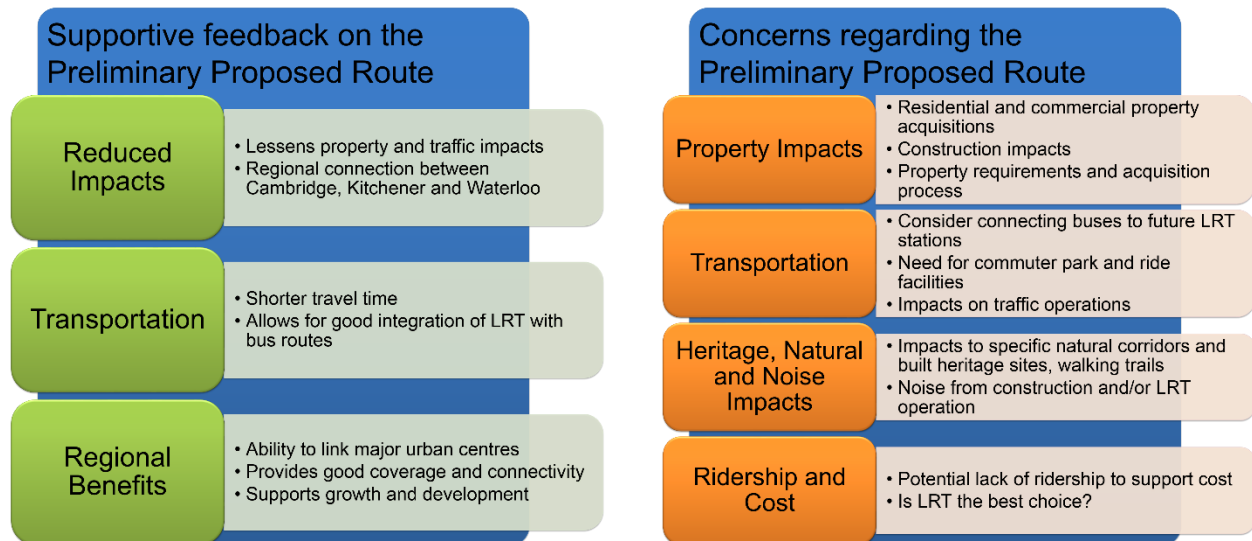 Supportive feedback on the
Preliminary Proposed Route
Reduced
Impacts
• Lessens property and traffic impacts
• Regional connection between
Cambridge, Kitchener and Waterloo
Transportation
• Shorter travel time
• Allows for good integration of LRT with
bus routes
Regional
Benefits
• Ability to link major urban centres
• Provides good coverage and connectivity
• Supports growth and development
Concerns regarding the
Preliminary Proposed Route
Property Impacts
• Residential and commercial property
acquisitions
• Construction impacts
• Property requirements and acquisition
process
Transportation
• Consider connecting buses to future LRT
stations
• Need for commuter park and ride
facilities
• Impacts on traffic operations
Heritage, Natural
and Noise
Impacts
• Impacts to specific natural corridors and
built heritage sites, walking trails
• Noise from construction and/or LRT
operation
Ridership and
Cost
• Potential lack of ridership to support cost
• Is LRT the best choice?